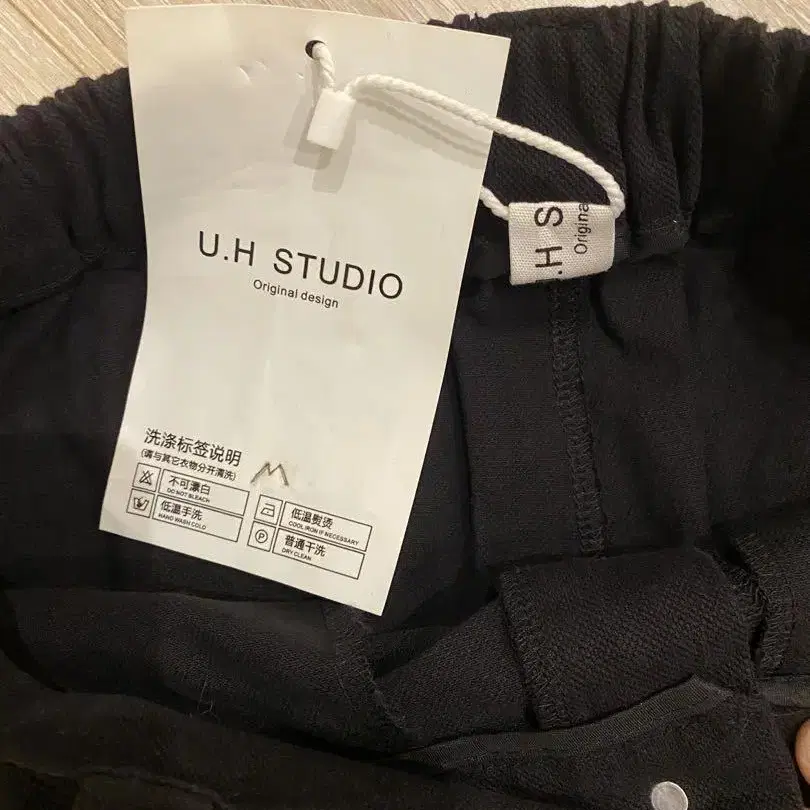 U.H STUDIO
Original design
洗涤标签说明
(请与其它衣物分开清洗)
M
不可漂白
DO NOT BLEACH
低温手洗
HAND WASH COLD
低温熨烫
COOL IRON IF NECESSARY
P
普通干洗
DRY CLEAN
.H S
Origina